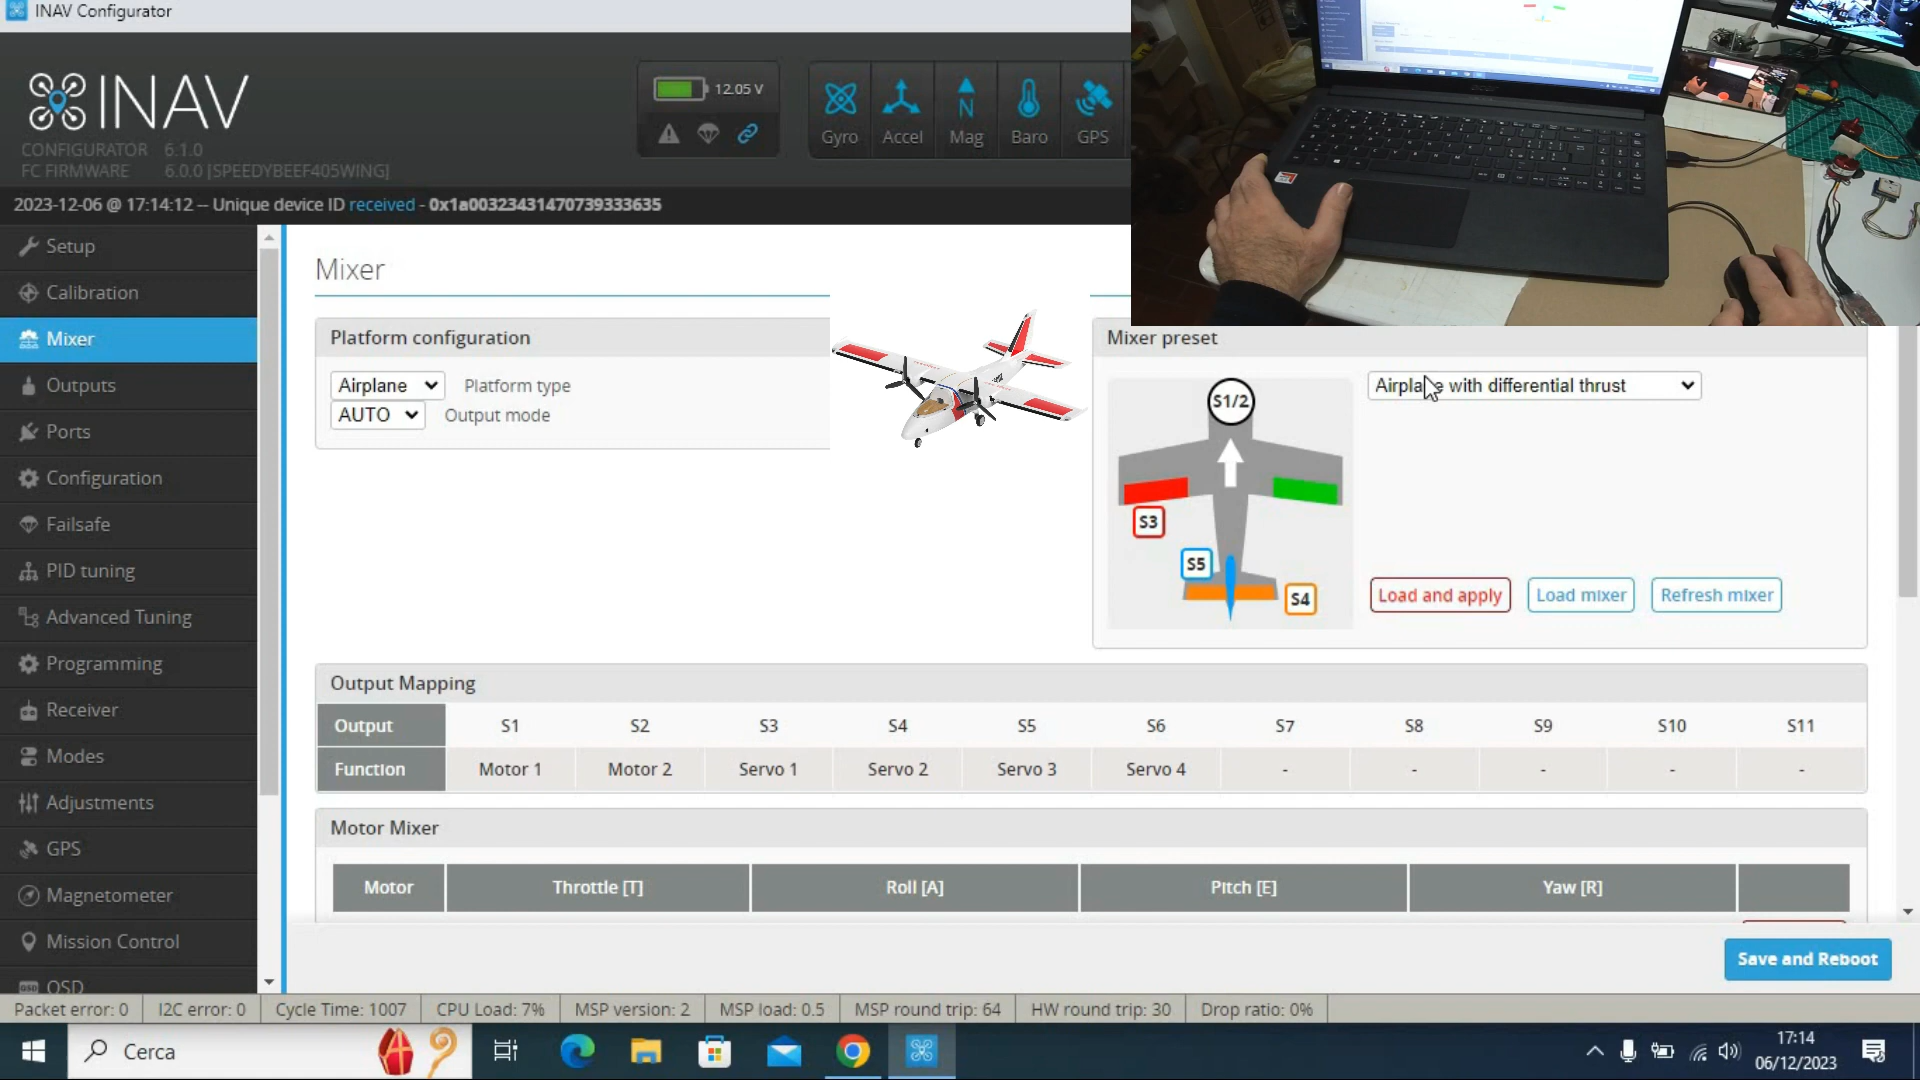 INAV Configurator
INAV
CONFIGURATOR 6.1.0
FC FIRMWARE 6.0.0 [SPEEDYBEEF405WING]
12.05 V
Gyro Accel Mag Baro GPS
2023-12-06 @ 17:14:12 -- Unique device ID received - 0x1a00323431470739333635
Setup
Calibration
Mixer
Outputs
Ports
Configuration
Failsafe
PID tuning
Advanced Tuning
Programming
Receiver
Modes
Adjustments
GPS
Magnetometer
Mission Control
OSD
Mixer
Platform configuration
Airplane Platform type
AUTO Output mode
Mixer preset
Airplane with differential thrust
S1/2
S3
S5
S4
Load and apply Load mixer Refresh mixer
Output Mapping
Output S1 S2 S3 S4 S5 S6 S7 S8 S9 S10 S11
Function Motor 1 Motor 2 Servo 1 Servo 2 Servo 3 Servo 4 - - - - -
Motor Mixer
Motor Throttle [T] Roll [A] Pitch [E] Yaw [R]
Save and Reboot
Packet error: 0 I2C error: 0 Cycle Time: 1007 CPU Load: 7% MSP version: 2 MSP load: 0.5 MSP round trip: 64 HW round trip: 30 Drop ratio: 0%
Cerca
17:14
06/12/2023